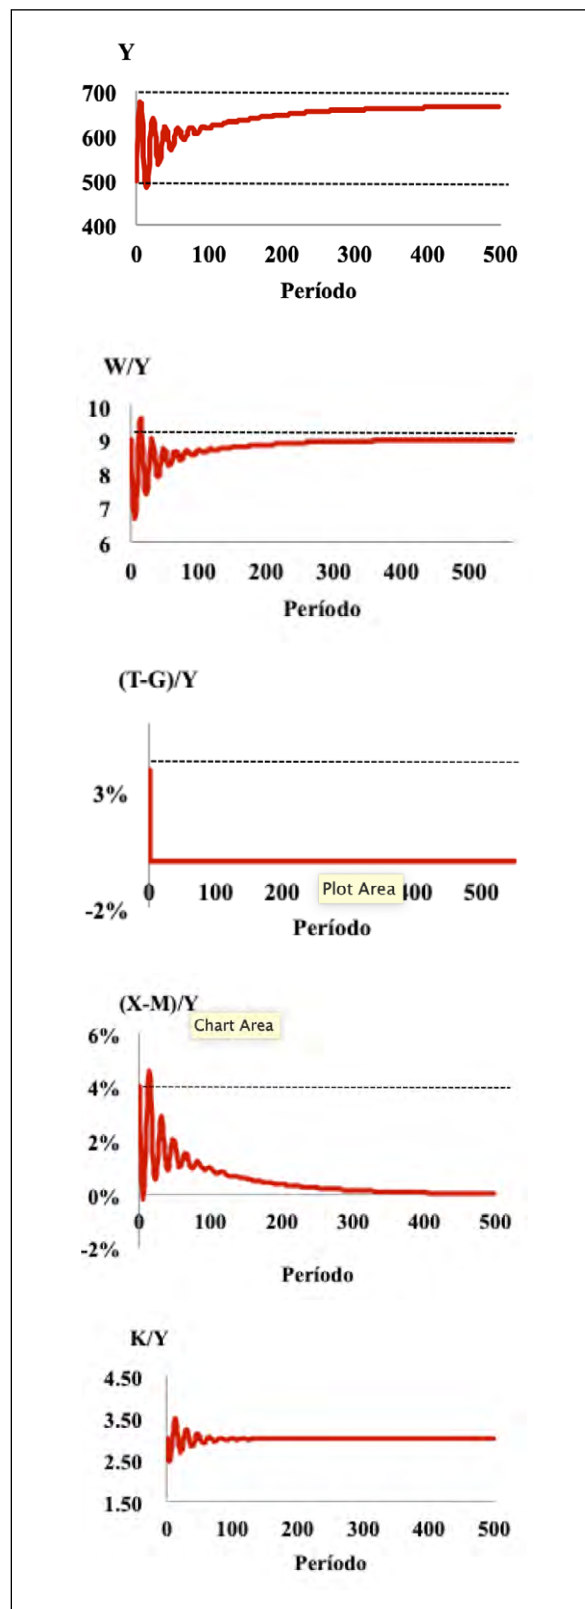 Y
700
600
500
400
0 100 200 300 400 500
Período
W/Y
10
9
8
7
6
0 100 200 300 400 500
Período
(T-G)/Y
3%
-2%
0 100 200 Plot Area 400 500
Período
(X-M)/Y
Chart Area
6%
4%
2%
0%
-2%
0 100 200 300 400 500
Período
K/Y
4.50
3.50
2.50
1.50
0 100 200 300 400 500
Período